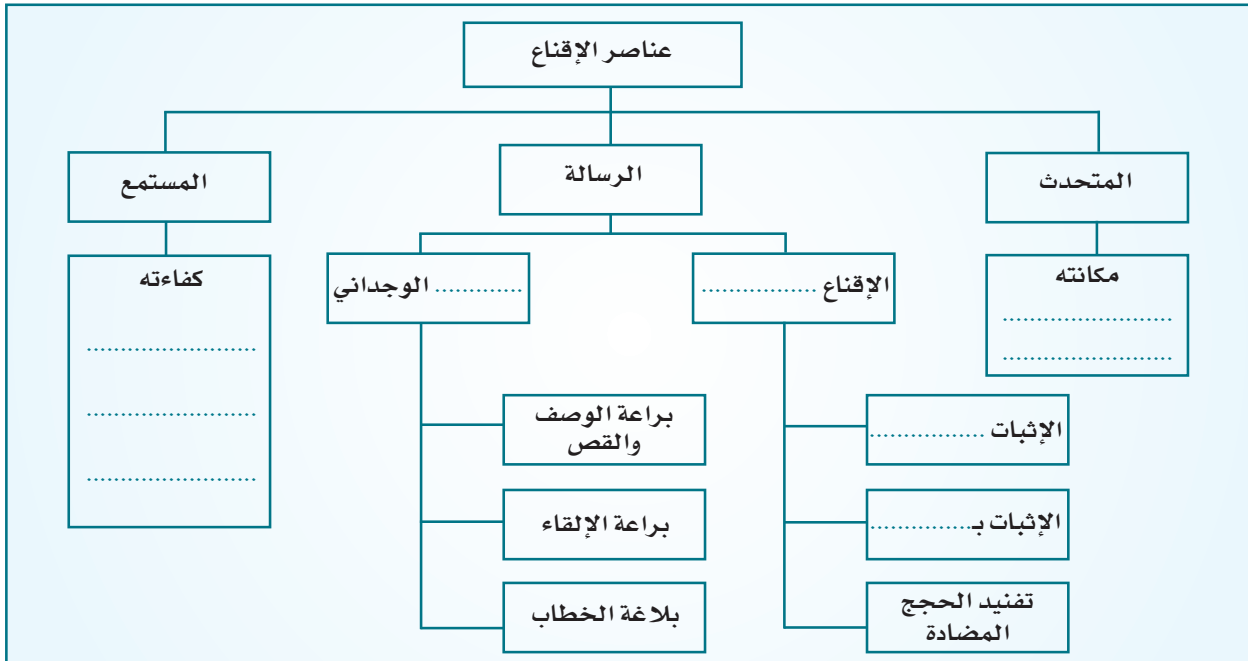 عناصر الإقناع
المتحدث
الرسالة
المستمع
مكانته
........................
........................
الإقناع .................
............. الوجداني
كفاءته
........................
........................
........................
الإثبات .................
الإثبات بـ...............
تفنيد الحجج
المضادة
براعة الوصف
والقص
براعة الإلقاء
بلاغة الخطاب